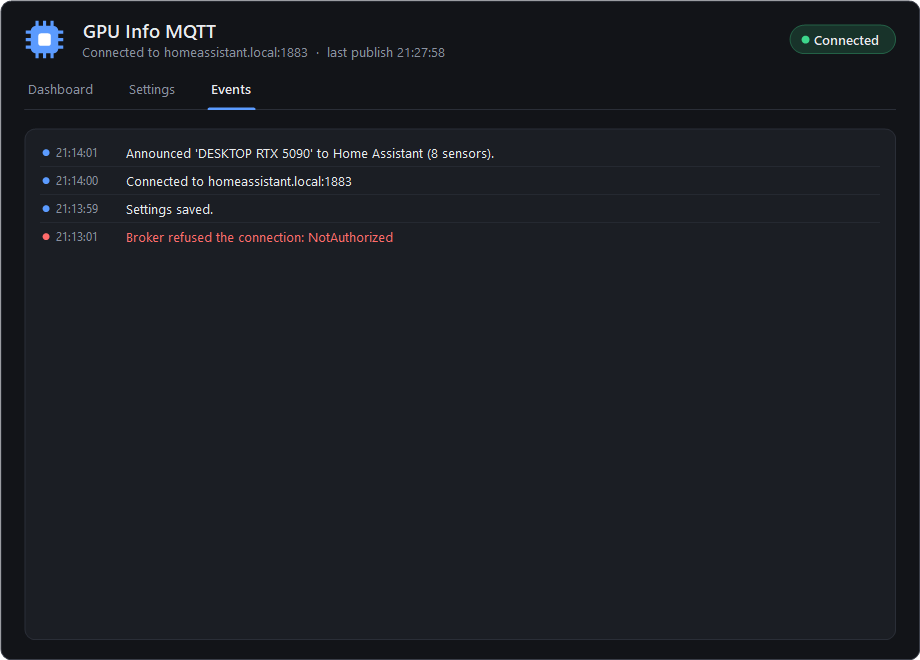 GPU Info MQTT
Connected to homeassistant.local:1883 · last publish 21:27:58
Connected
Dashboard Settings Events
21:14:01 Announced 'DESKTOP RTX 5090' to Home Assistant (8 sensors).
21:14:00 Connected to homeassistant.local:1883
21:13:59 Settings saved.
21:13:01 Broker refused the connection: NotAuthorized